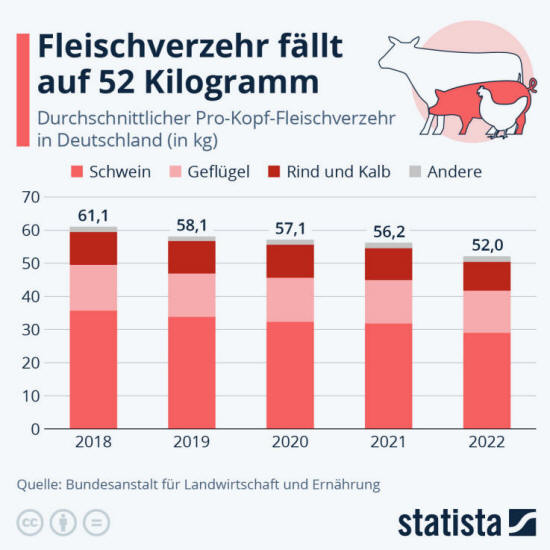 Fleischverzehr fällt
auf 52 Kilogramm
Durchschnittlicher Pro-Kopf-Fleischverzehr
in Deutschland (in kg)
Schwein Geflügel Rind und Kalb Andere
70
60
50
40
30
20
10
0
61,1 58,1 57,1 56,2 52,0
2018 2019 2020 2021 2022
Quelle: Bundesanstalt für Landwirtschaft und Ernährung
cc
statista